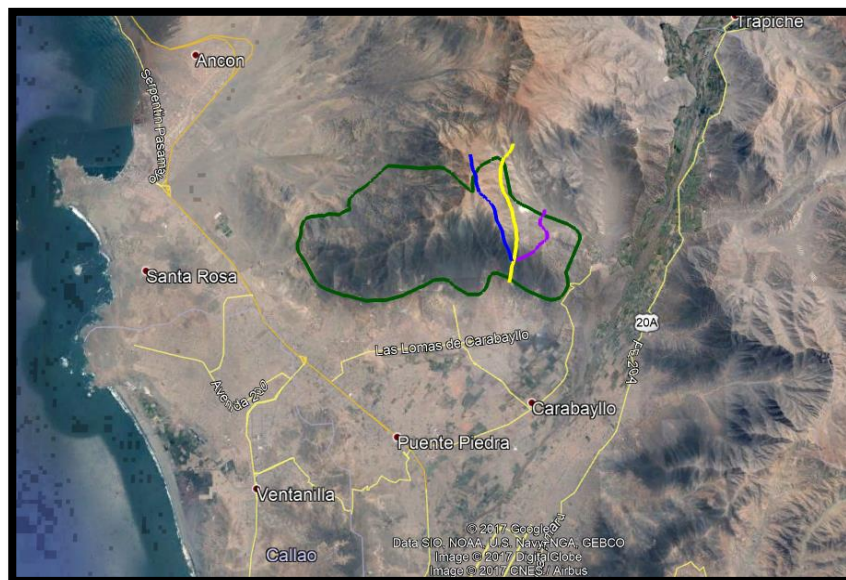 Trapiche
Ancon
Serpentin Pasamayo
Santa Rosa
20A
Las Lomas de Carabayllo
Avenida 200
Carabayllo
Puente Piedra
Ventanilla
© 2017 Google
Data SIO, NOAA, U.S. Navy, NGA, GEBCO
Callao
Image © 2017 DigitalGlobe
Image © 2017 CNES / Airbus